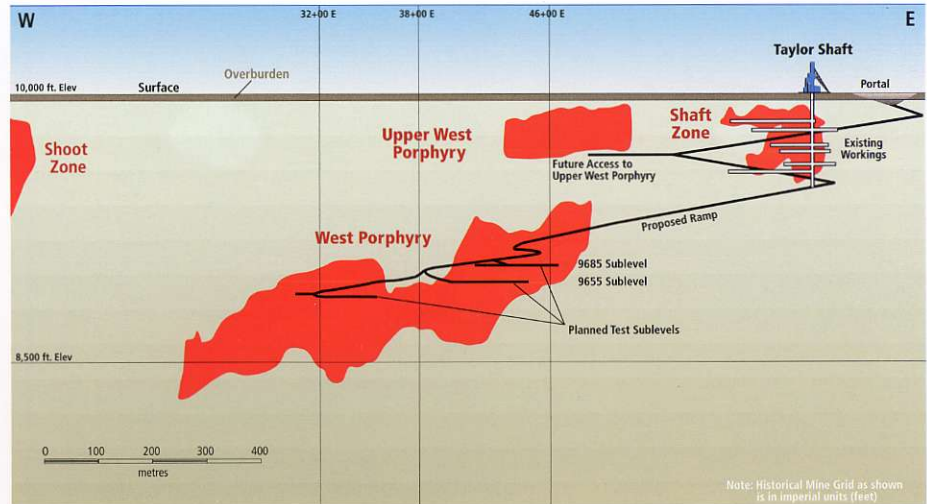 W
32+00 E
38+00 E
46+00 E
E
Taylor Shaft
Overburden
Portal
10,000 ft. Elev
Surface
Shoot
Zone
Upper West
Porphyry
Shaft
Zone
Existing
Workings
Future Access to
Upper West Porphyry
Proposed Ramp
West Porphyry
9685 Sublevel
9655 Sublevel
Planned Test Sublevels
8,500 ft. Elev
0 100 200 300 400
metres
Note: Historical Mine Grid as shown
is in imperial units (feet)